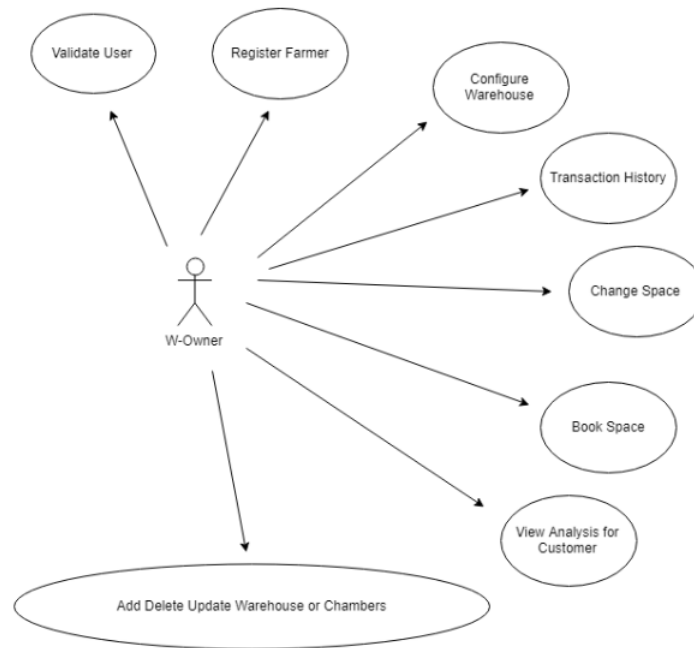 Validate User
Register Farmer
Configure
Warehouse
Transaction History
Change Space
W-Owner
Book Space
View Analysis for
Customer
Add Delete Update Warehouse or Chambers